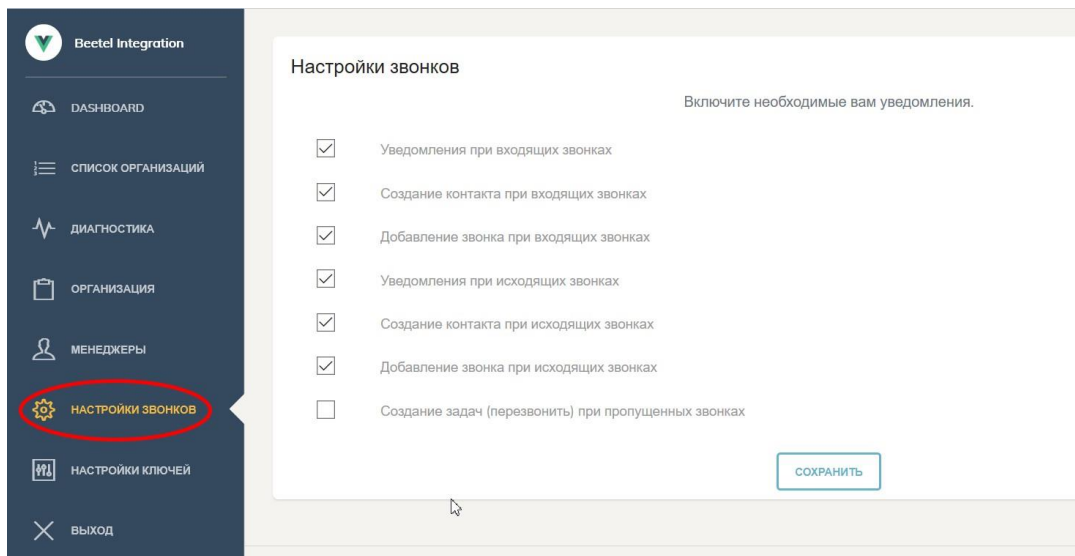 Beetel Integration
DASHBOARD
СПИСОК ОРГАНИЗАЦИЙ
ДИАГНОСТИКА
ОРГАНИЗАЦИЯ
МЕНЕДЖЕРЫ
НАСТРОЙКИ ЗВОНКОВ
НАСТРОЙКИ КЛЮЧЕЙ
ВЫХОД
Настройки звонков
Включите необходимые вам уведомления.
Уведомления при входящих звонках
Создание контакта при входящих звонках
Добавление звонка при входящих звонках
Уведомления при исходящих звонках
Создание контакта при исходящих звонках
Добавление звонка при исходящих звонках
Создание задач (перезвонить) при пропущенных звонках
СОХРАНИТЬ